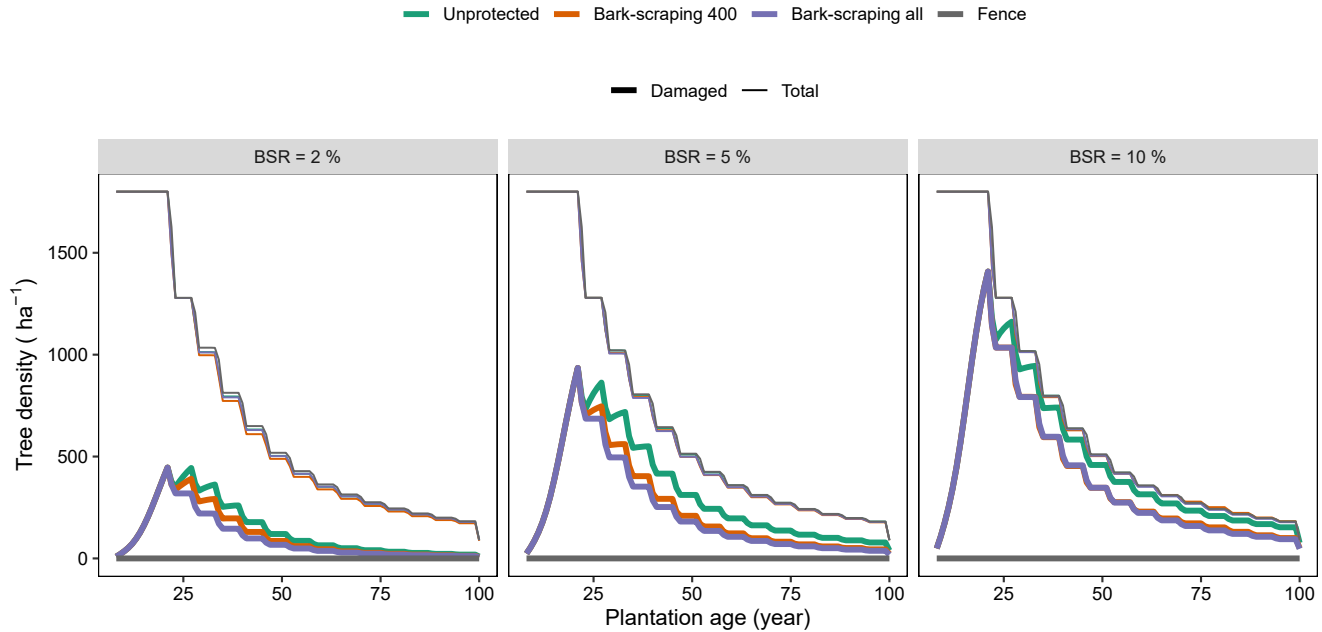 Unprotected Bark-scraping 400 Bark-scraping all Fence
Damaged Total
BSR = 2 % BSR = 5 % BSR = 10 %
Tree density ( ha⁻¹)
1500
1000
500
0
25 50 75 100 25 50 75 100 25 50 75 100
Plantation age (year)